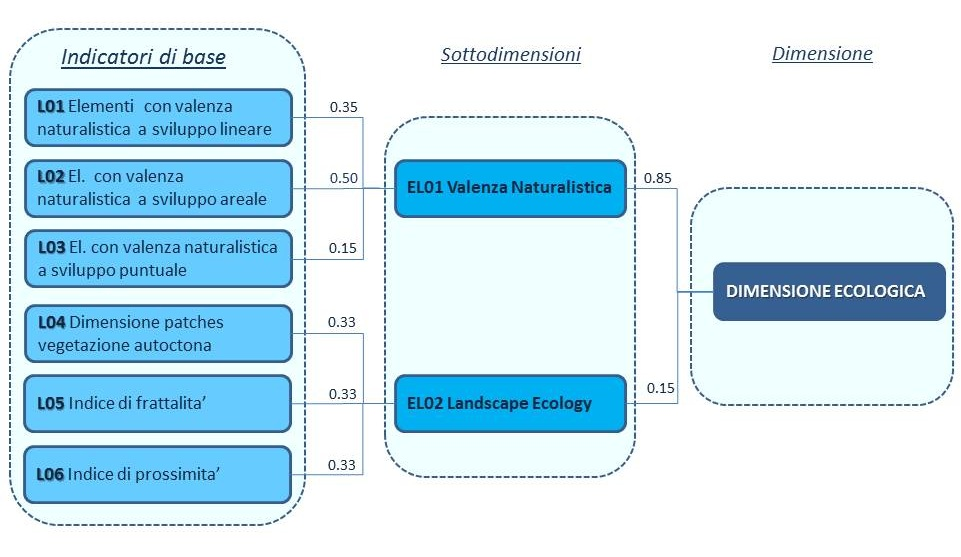 Indicatori di base
Sottodimensioni
Dimensione
L01 Elementi con valenza
naturalistica a sviluppo lineare
0.35
L02 El. con valenza
naturalistica a sviluppo areale
0.50
L03 El. con valenza naturalistica
a sviluppo puntuale
0.15
EL01 Valenza Naturalistica
0.85
DIMENSIONE ECOLOGICA
L04 Dimensione patches
vegetazione autoctona
0.33
L05 Indice di frattalita’
0.33
L06 Indice di prossimita’
0.33
EL02 Landscape Ecology
0.15